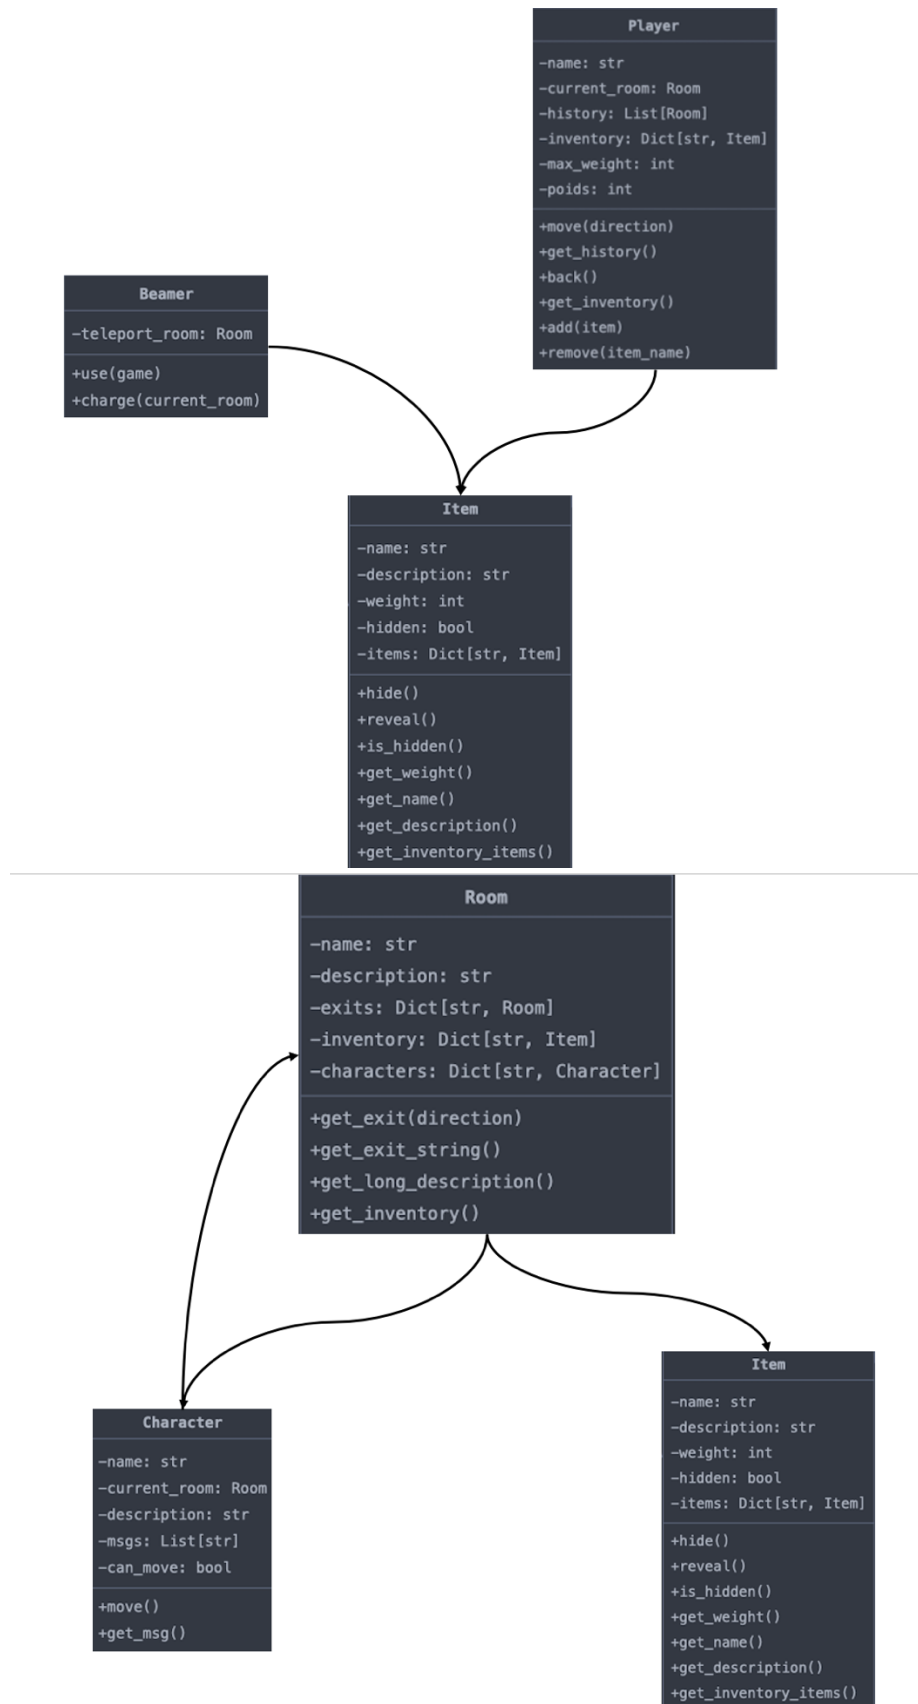 Player
-name: str
-current_room: Room
-history: List[Room]
-inventory: Dict[str, Item]
-max_weight: int
-poids: int
+move(direction)
+get_history()
+back()
+get_inventory()
+add(item)
+remove(item_name)
Beamer
-teleport_room: Room
+use(game)
+charge(current_room)
Item
-name: str
-description: str
-weight: int
-hidden: bool
-items: Dict[str, Item]
+hide()
+reveal()
+is_hidden()
+get_weight()
+get_name()
+get_description()
+get_inventory_items()
Room
-name: str
-description: str
-exits: Dict[str, Room]
-inventory: Dict[str, Item]
-characters: Dict[str, Character]
+get_exit(direction)
+get_exit_string()
+get_long_description()
+get_inventory()
Character
-name: str
-current_room: Room
-description: str
-msgs: List[str]
-can_move: bool
+move()
+get_msg()
Item
-name: str
-description: str
-weight: int
-hidden: bool
-items: Dict[str, Item]
+hide()
+reveal()
+is_hidden()
+get_weight()
+get_name()
+get_description()
+get_inventory_items()